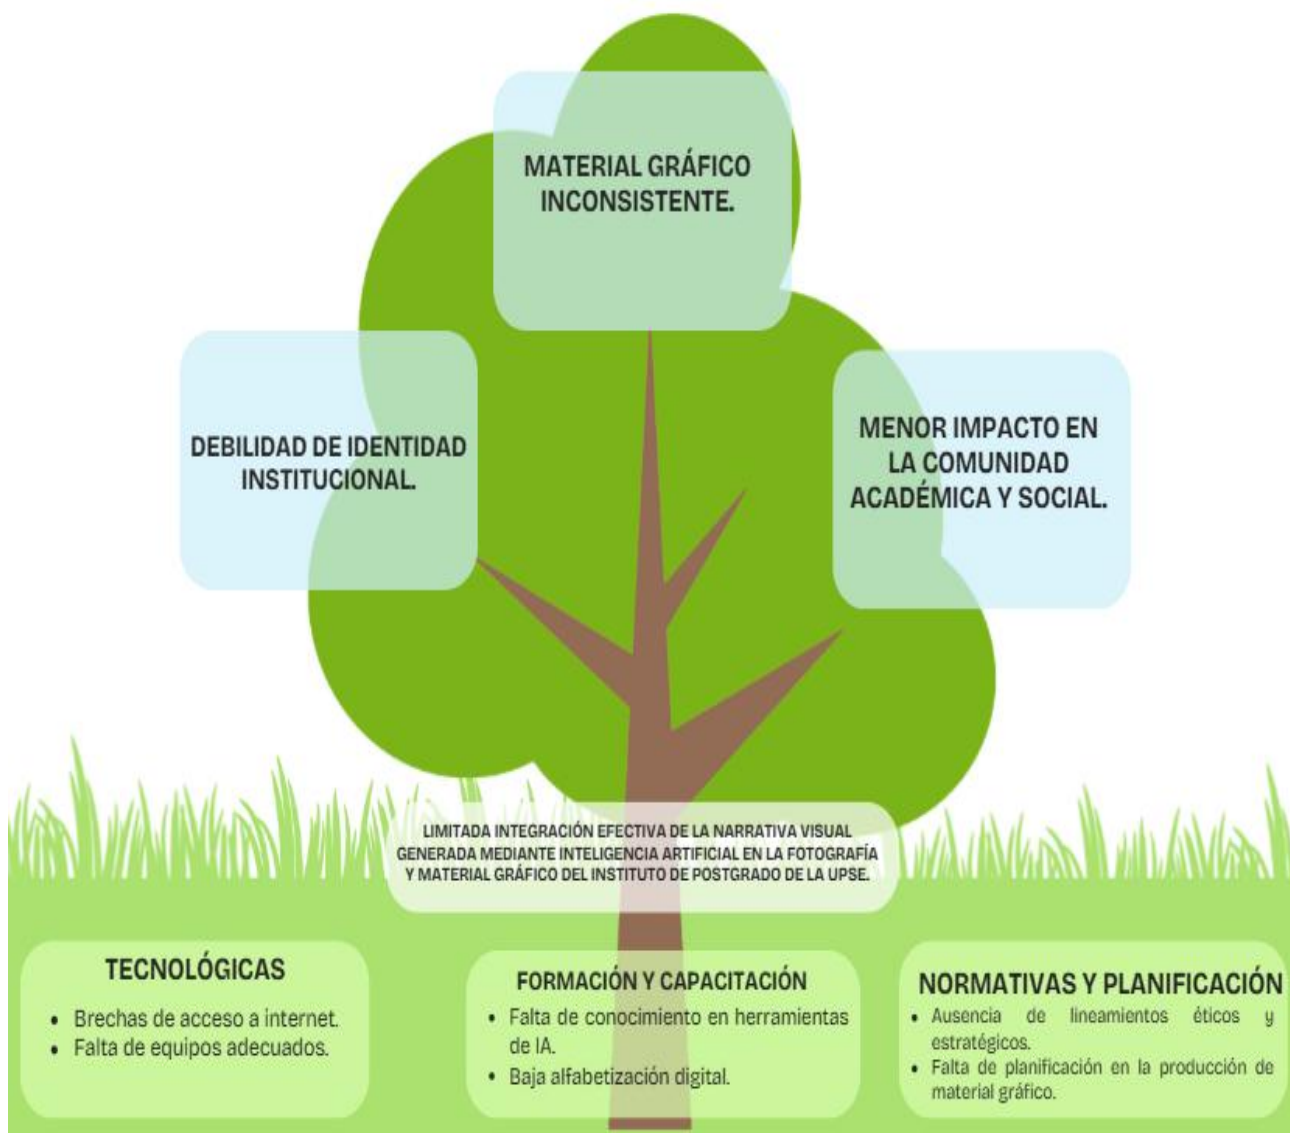 MATERIAL GRÁFICO
INCONSISTENTE.
DEBILIDAD DE IDENTIDAD
INSTITUCIONAL.
MENOR IMPACTO EN
LA COMUNIDAD
ACADÉMICA Y SOCIAL.
LIMITADA INTEGRACIÓN EFECTIVA DE LA NARRATIVA VISUAL
GENERADA MEDIANTE INTELIGENCIA ARTIFICIAL EN LA FOTOGRAFÍA
Y MATERIAL GRÁFICO DEL INSTITUTO DE POSTGRADO DE LA UPSE.
TECNOLÓGICAS
• Brechas de acceso a internet.
• Falta de equipos adecuados.
FORMACIÓN Y CAPACITACIÓN
• Falta de conocimiento en herramientas
de IA.
• Baja alfabetización digital.
NORMATIVAS Y PLANIFICACIÓN
• Ausencia de lineamientos éticos y
estratégicos.
• Falta de planificación en la producción de
material gráfico.